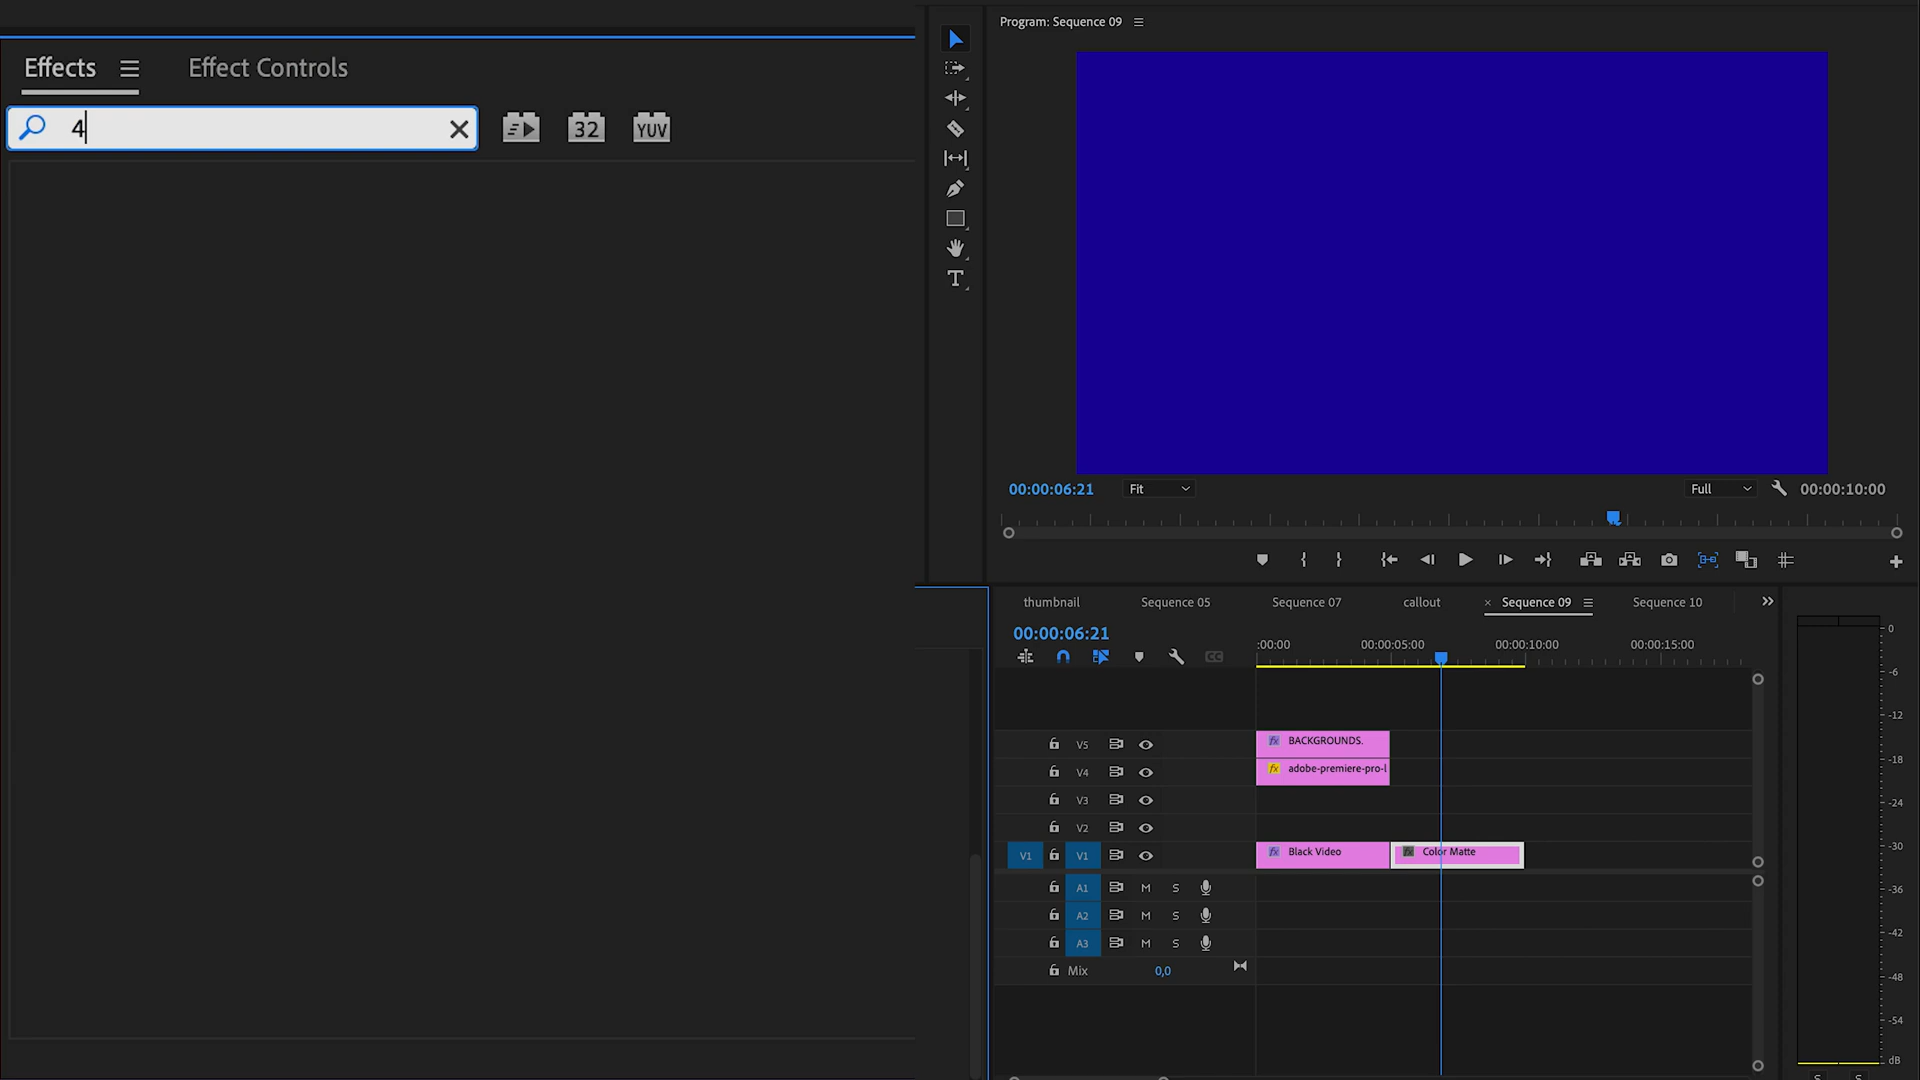 Program: Sequence 09
Effects
Effect Controls
4
32
YUV
00:00:06:21
Fit
Full
00:00:10:00
thumbnail
Sequence 05
Sequence 07
callout
× Sequence 09
Sequence 10
00:00:06:21
:00:00
00:00:05:00
00:00:10:00
00:00:15:00
CC
V5
BACKGROUNDS.
V4
adobe-premiere-pro-l
V3
V2
V1
V1
Black Video
Color Matte
A1
M
S
A2
M
S
A3
M
S
Mix
0,0
0
-6
-12
-18
-24
-30
-36
-42
-48
-54
dB
S
S